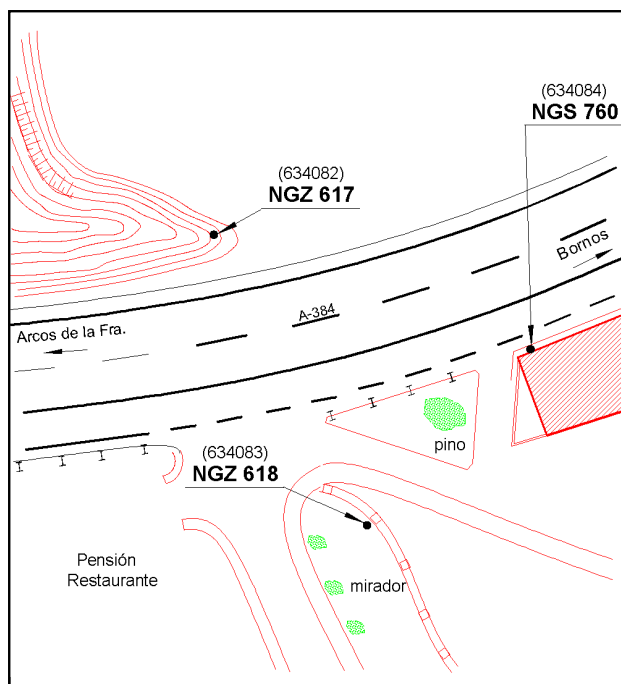 (634084)
NGS 760
(634082)
NGZ 617
Bornos
A-384
Arcos de la Fra.
pino
(634083)
NGZ 618
Pensión
Restaurante
mirador